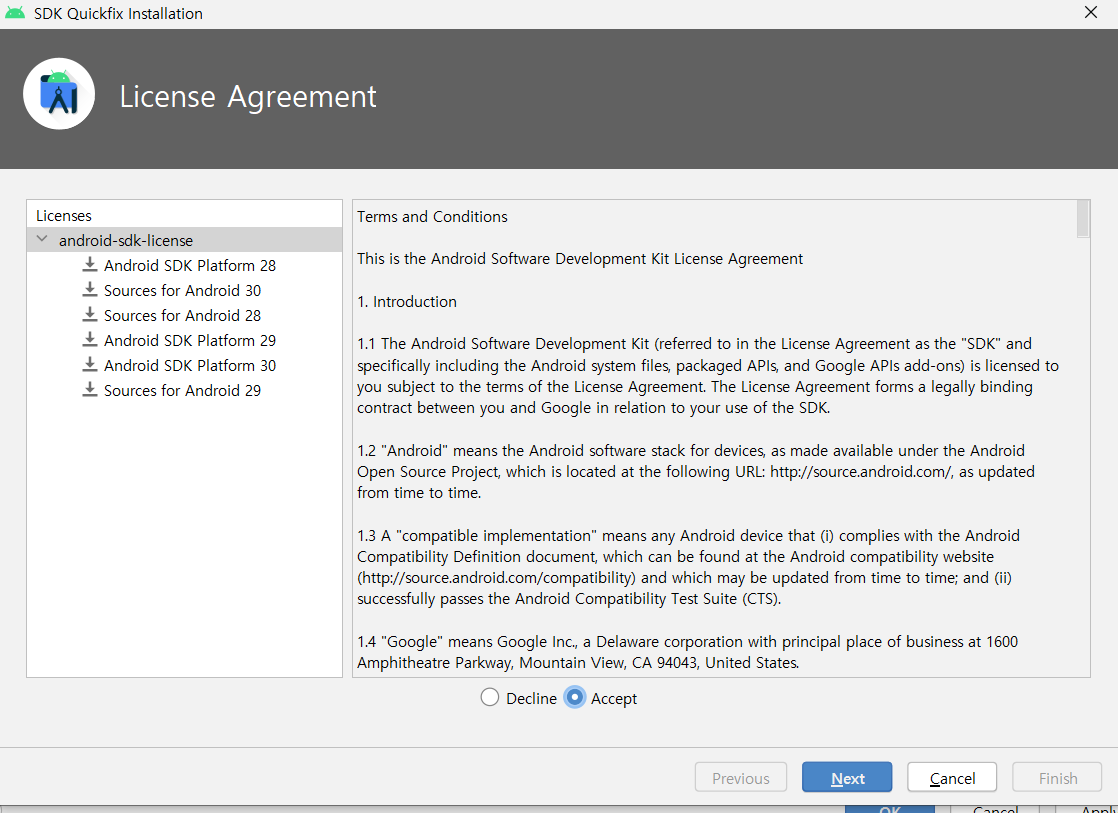 SDK Quickfix Installation
License Agreement
Licenses
android-sdk-license
Android SDK Platform 28
Sources for Android 30
Sources for Android 28
Android SDK Platform 29
Android SDK Platform 30
Sources for Android 29
Terms and Conditions
This is the Android Software Development Kit License Agreement
1. Introduction
1.1 The Android Software Development Kit (referred to in the License Agreement as the "SDK" and
specifically including the Android system files, packaged APIs, and Google APIs add-ons) is licensed to
you subject to the terms of the License Agreement. The License Agreement forms a legally binding
contract between you and Google in relation to your use of the SDK.
1.2 "Android" means the Android software stack for devices, as made available under the Android
Open Source Project, which is located at the following URL: http://source.android.com/, as updated
from time to time.
1.3 A "compatible implementation" means any Android device that (i) complies with the Android
Compatibility Definition document, which can be found at the Android compatibility website
(http://source.android.com/compatibility) and which may be updated from time to time; and (ii)
successfully passes the Android Compatibility Test Suite (CTS).
1.4 "Google" means Google Inc., a Delaware corporation with principal place of business at 1600
Amphitheatre Parkway, Mountain View, CA 94043, United States.
Decline Accept
Previous Next Cancel Finish
OK Cancel Apply